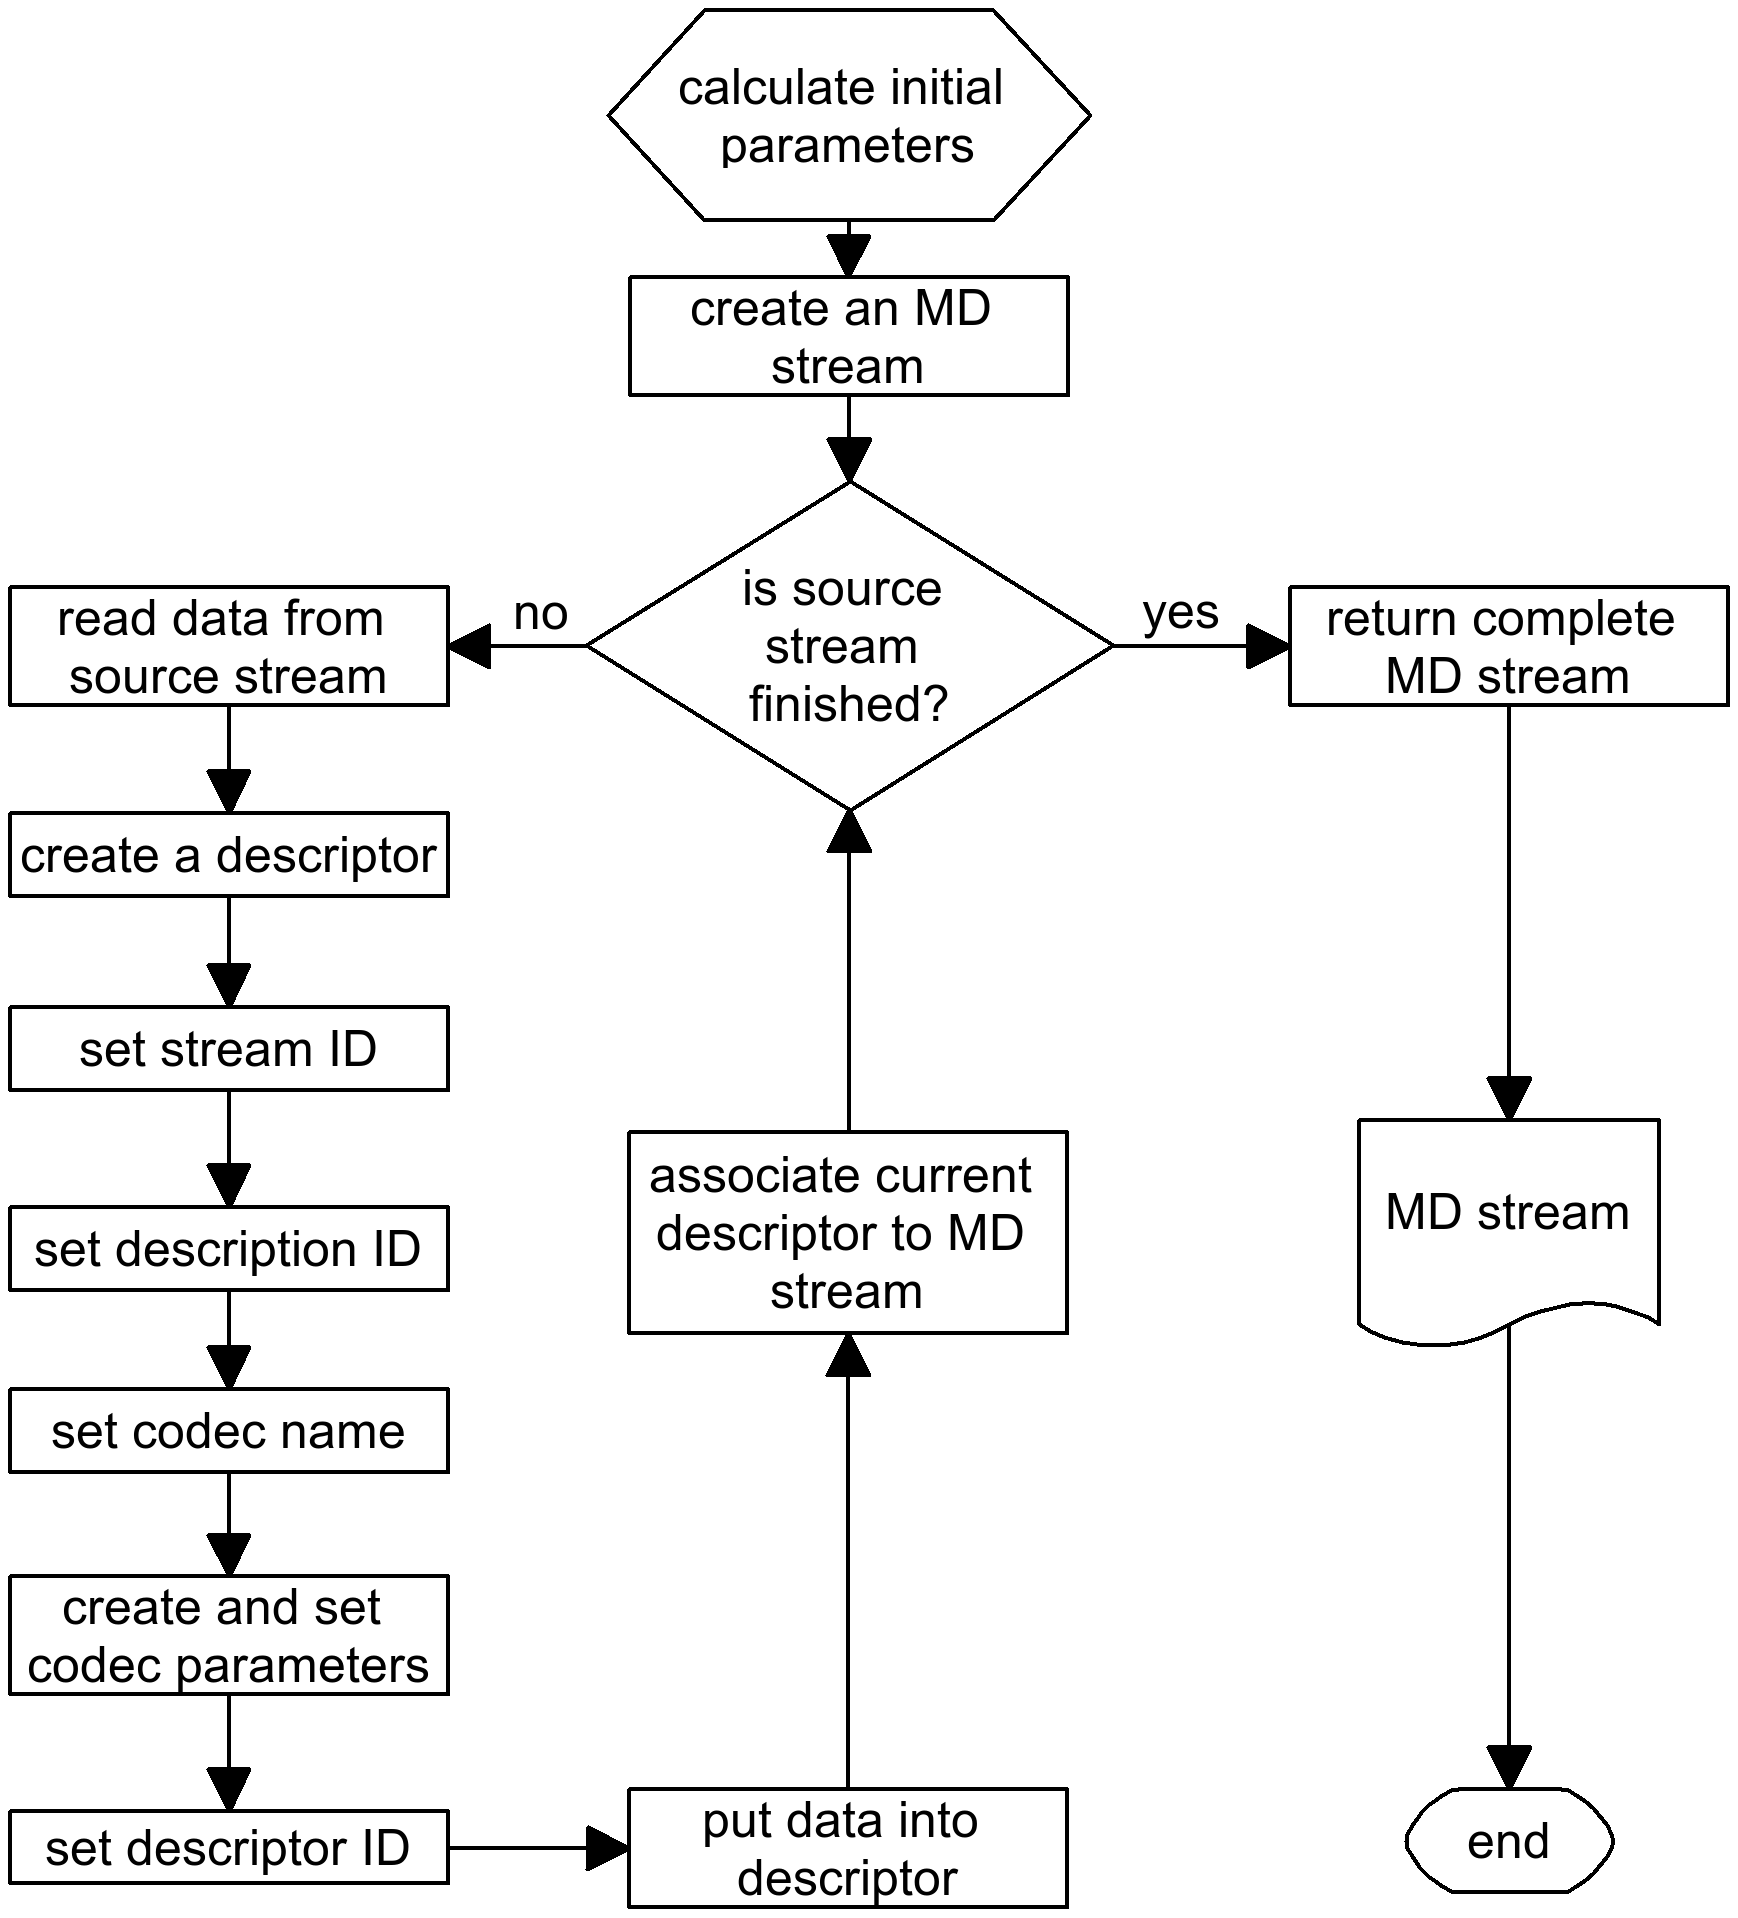 calculate initial
parameters
create an MD
stream
is source
stream
finished?
no
yes
read data from
source stream
create a descriptor
set stream ID
set description ID
set codec name
create and set
codec parameters
set descriptor ID
put data into
descriptor
associate current
descriptor to MD
stream
return complete
MD stream
MD stream
end